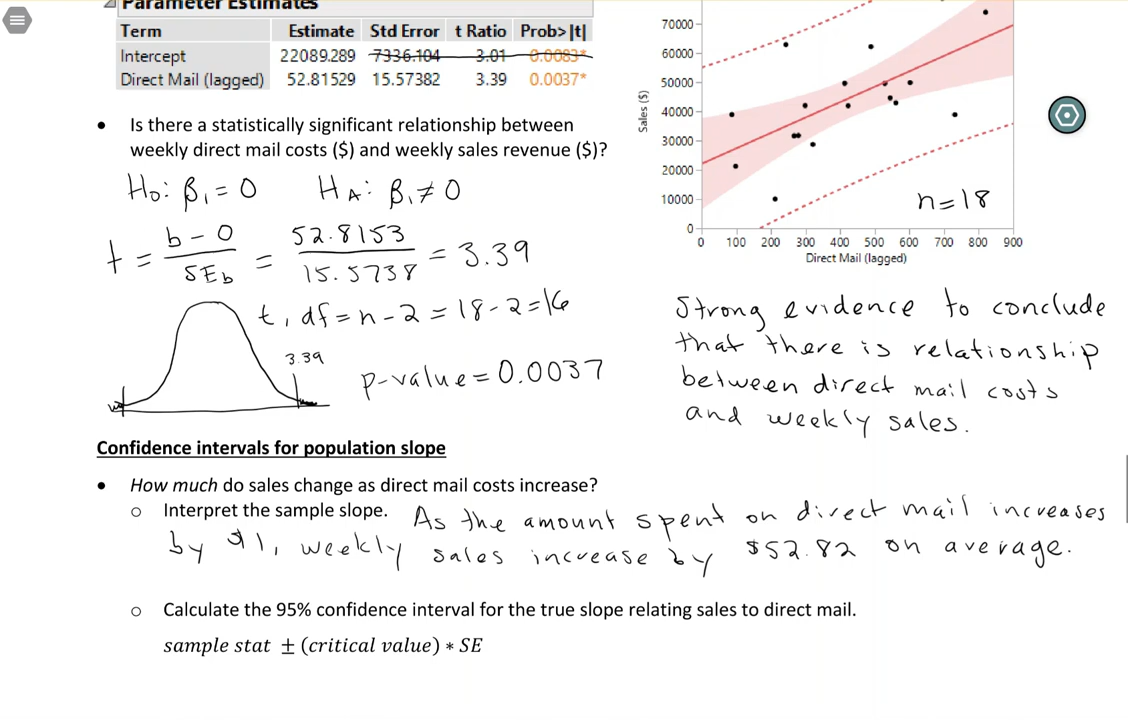 Parameter Estimates
Term Estimate Std Error t Ratio Prob>|t|
Intercept 22089.289 7336.104 3.01 0.0083*
Direct Mail (lagged) 52.81529 15.57382 3.39 0.0037*
• Is there a statistically significant relationship between
weekly direct mail costs ($) and weekly sales revenue ($)?
H₀: β₁ = 0 H_A: β₁ ≠ 0
t = (b - 0) / SE_b = 52.8153 / 15.5738 = 3.39
t, df = n - 2 = 18 - 2 = 16
3.39
p-value = 0.0037
70000
60000
50000
40000
30000
20000
10000
0
Sales ($)
n = 18
0 100 200 300 400 500 600 700 800 900
Direct Mail (lagged)
Strong evidence to conclude
that there is relationship
between direct mail costs
and weekly sales.
Confidence intervals for population slope
• How much do sales change as direct mail costs increase?
o Interpret the sample slope. As the amount spent on direct mail increases
by $1, weekly sales increase by $52.82 on average.
o Calculate the 95% confidence interval for the true slope relating sales to direct mail.
sample stat ± (critical value) * SE